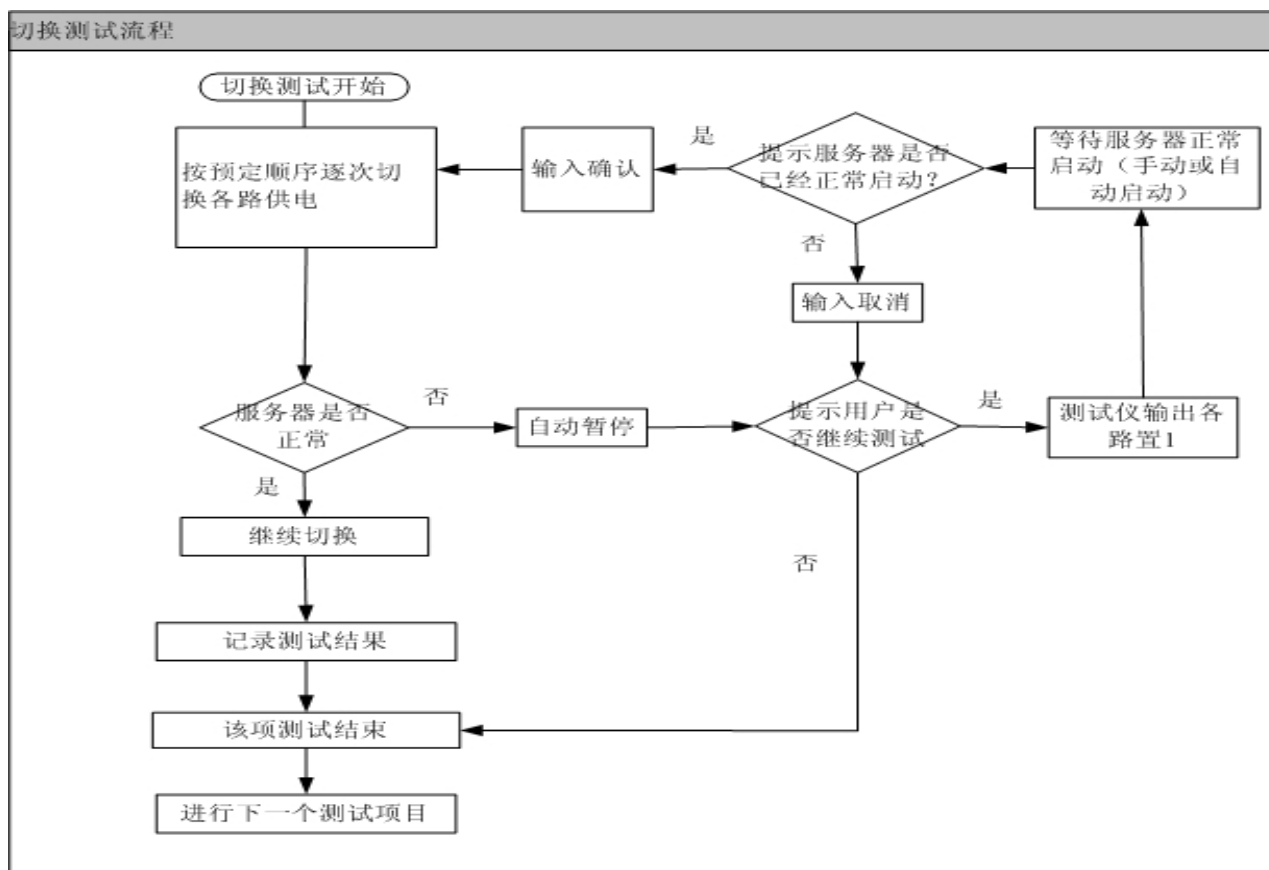 切换测试流程
切换测试开始
按预定顺序逐次切
换各路供电
输入确认
是
提示服务器是否
已经正常启动？
等待服务器正常
启动（手动或自
动启动）
否
输入取消
服务器是否
正常
否
自动暂停
提示用户是
否继续测试
是
测试仪输出各
路置1
是
继续切换
否
记录测试结果
该项测试结束
进行下一个测试项目